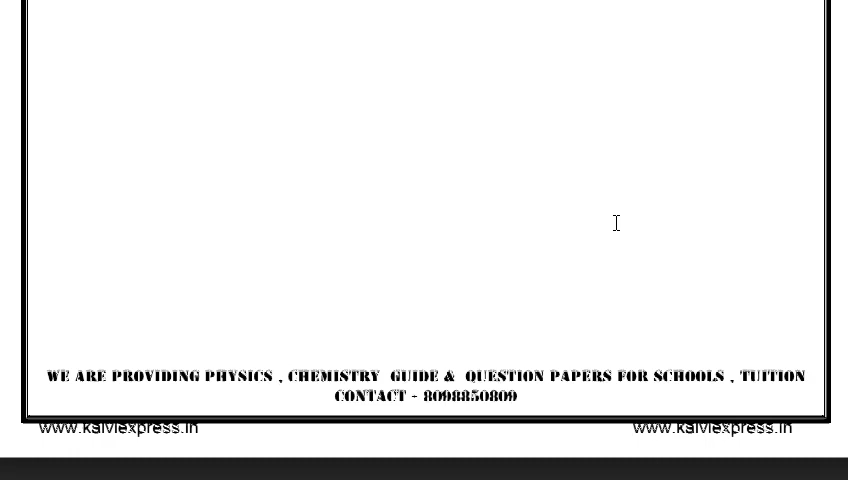 WE ARE PROVIDING PHYSICS , CHEMISTRY GUIDE & QUESTION PAPERS FOR SCHOOLS , TUITION
CONTACT - 8098850809
www.kalviexpress.in www.kalviexpress.in